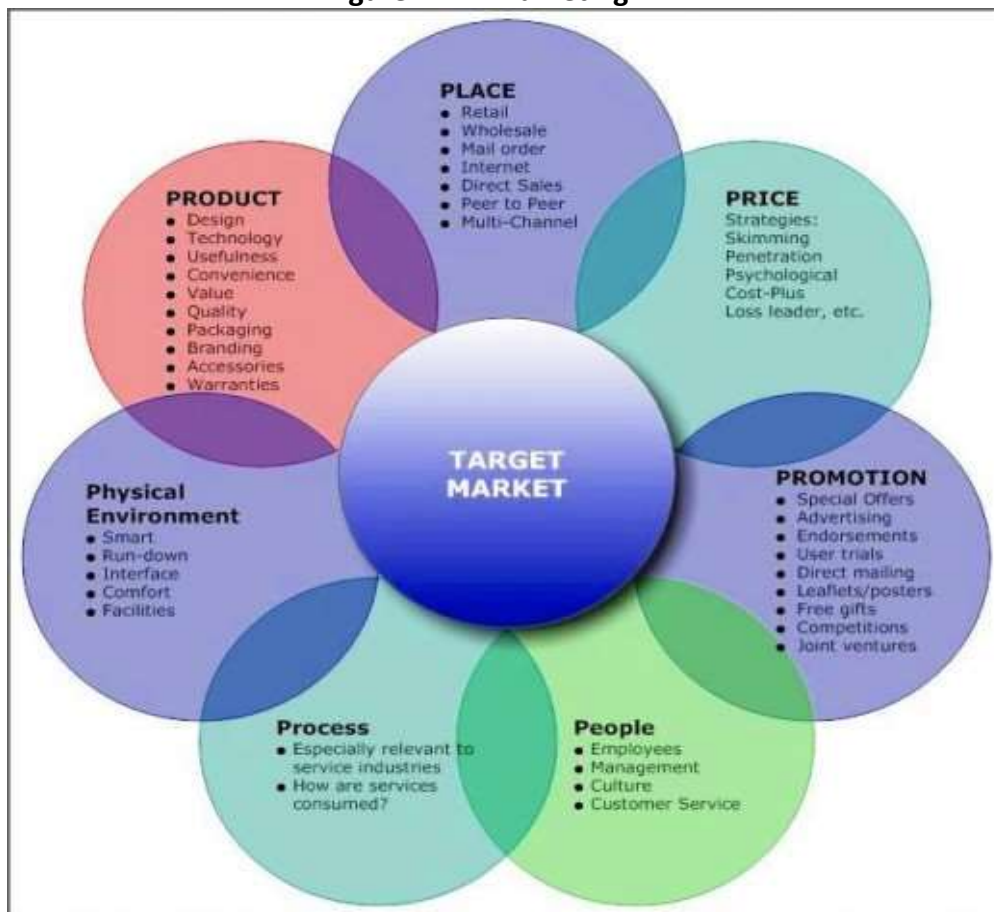 PLACE
• Retail
• Wholesale
• Mail order
• Internet
• Direct Sales
• Peer to Peer
• Multi-Channel
PRODUCT
• Design
• Technology
• Usefulness
• Convenience
• Value
• Quality
• Packaging
• Branding
• Accessories
• Warranties
PRICE
Strategies:
Skimming
Penetration
Psychological
Cost-Plus
Loss leader, etc.
TARGET
MARKET
Physical
Environment
• Smart
• Run-down
• Interface
• Comfort
• Facilities
PROMOTION
• Special Offers
• Advertising
• Endorsements
• User trials
• Direct mailing
• Leaflets/posters
• Free gifts
• Competitions
• Joint ventures
Process
• Especially relevant to
service industries
• How are services
consumed?
People
• Employees
• Management
• Culture
• Customer Service